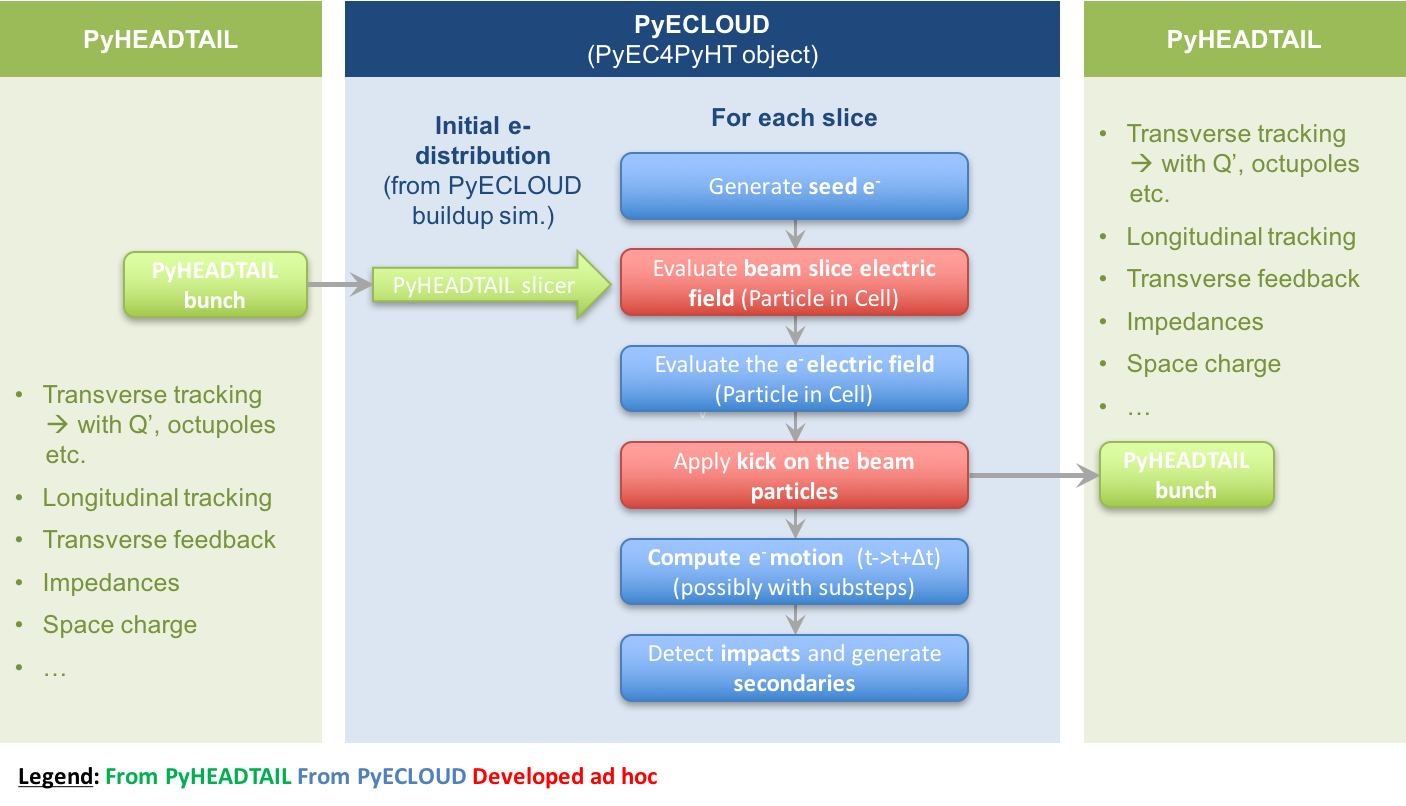 PyHEADTAIL
PyHEADTAIL
bunch
• Transverse tracking
→ with Q’, octupoles
etc.
• Longitudinal tracking
• Transverse feedback
• Impedances
• Space charge
• …
PyECLOUD
(PyEC4PyHT object)
Initial e-
distribution
(from PyECLOUD
buildup sim.)
PyHEADTAIL slicer
For each slice
Generate seed e-
Evaluate beam slice electric
field (Particle in Cell)
Evaluate the e- electric field
(Particle in Cell)
Apply kick on the beam
particles
Compute e- motion (t->t+Δt)
(possibly with substeps)
Detect impacts and generate
secondaries
PyHEADTAIL
• Transverse tracking
→ with Q’, octupoles
etc.
• Longitudinal tracking
• Transverse feedback
• Impedances
• Space charge
• …
PyHEADTAIL
bunch
Legend: From PyHEADTAIL From PyECLOUD Developed ad hoc